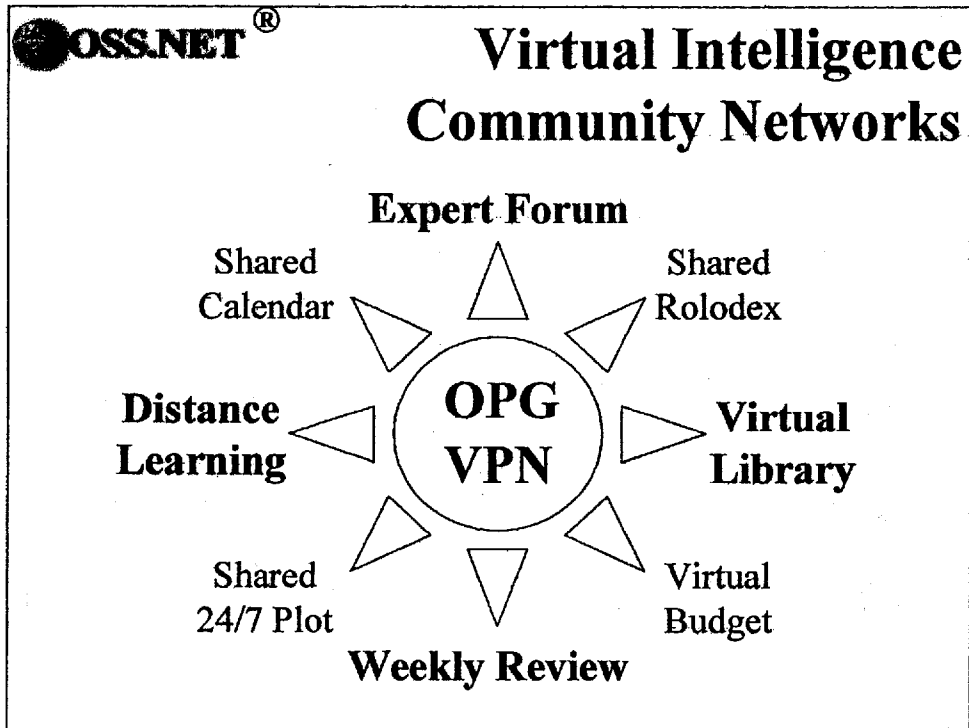 OSS.NET ®
Virtual Intelligence
Community Networks
Expert Forum
Shared
Calendar
Shared
Rolodex
OPG
VPN
Distance
Learning
Virtual
Library
Shared
24/7 Plot
Virtual
Budget
Weekly Review